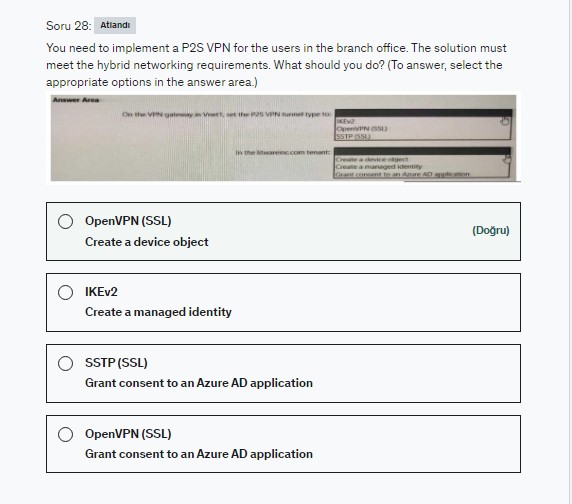 Soru 28: Atlandı
You need to implement a P2S VPN for the users in the branch office. The solution must
meet the hybrid networking requirements. What should you do? (To answer, select the
appropriate options in the answer area.)
Answer Area
On the VPN gateway in Vnet1, set the P2S VPN tunnel type to:
IKEv2
OpenVPN (SSL)
SSTP (SSL)
In the litwareinc.com tenant:
Create a device object
Create a managed identity
Grant consent to an Azure AD application
OpenVPN (SSL)
Create a device object
(Doğru)
IKEv2
Create a managed identity
SSTP (SSL)
Grant consent to an Azure AD application
OpenVPN (SSL)
Grant consent to an Azure AD application